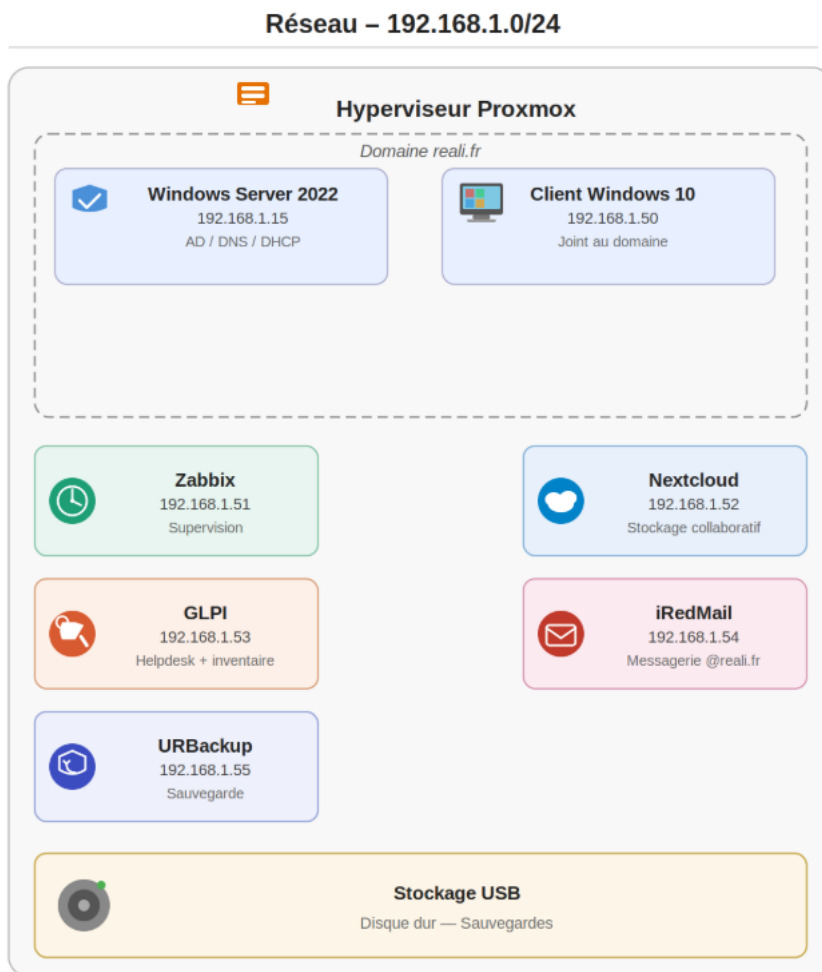 Réseau – 192.168.1.0/24
Hyperviseur Proxmox
Domaine reali.fr
Windows Server 2022
192.168.1.15
AD / DNS / DHCP
Client Windows 10
192.168.1.50
Joint au domaine
Zabbix
192.168.1.51
Supervision
Nextcloud
192.168.1.52
Stockage collaboratif
GLPI
192.168.1.53
Helpdesk + inventaire
iRedMail
192.168.1.54
Messagerie @reali.fr
URBackup
192.168.1.55
Sauvegarde
Stockage USB
Disque dur — Sauvegardes